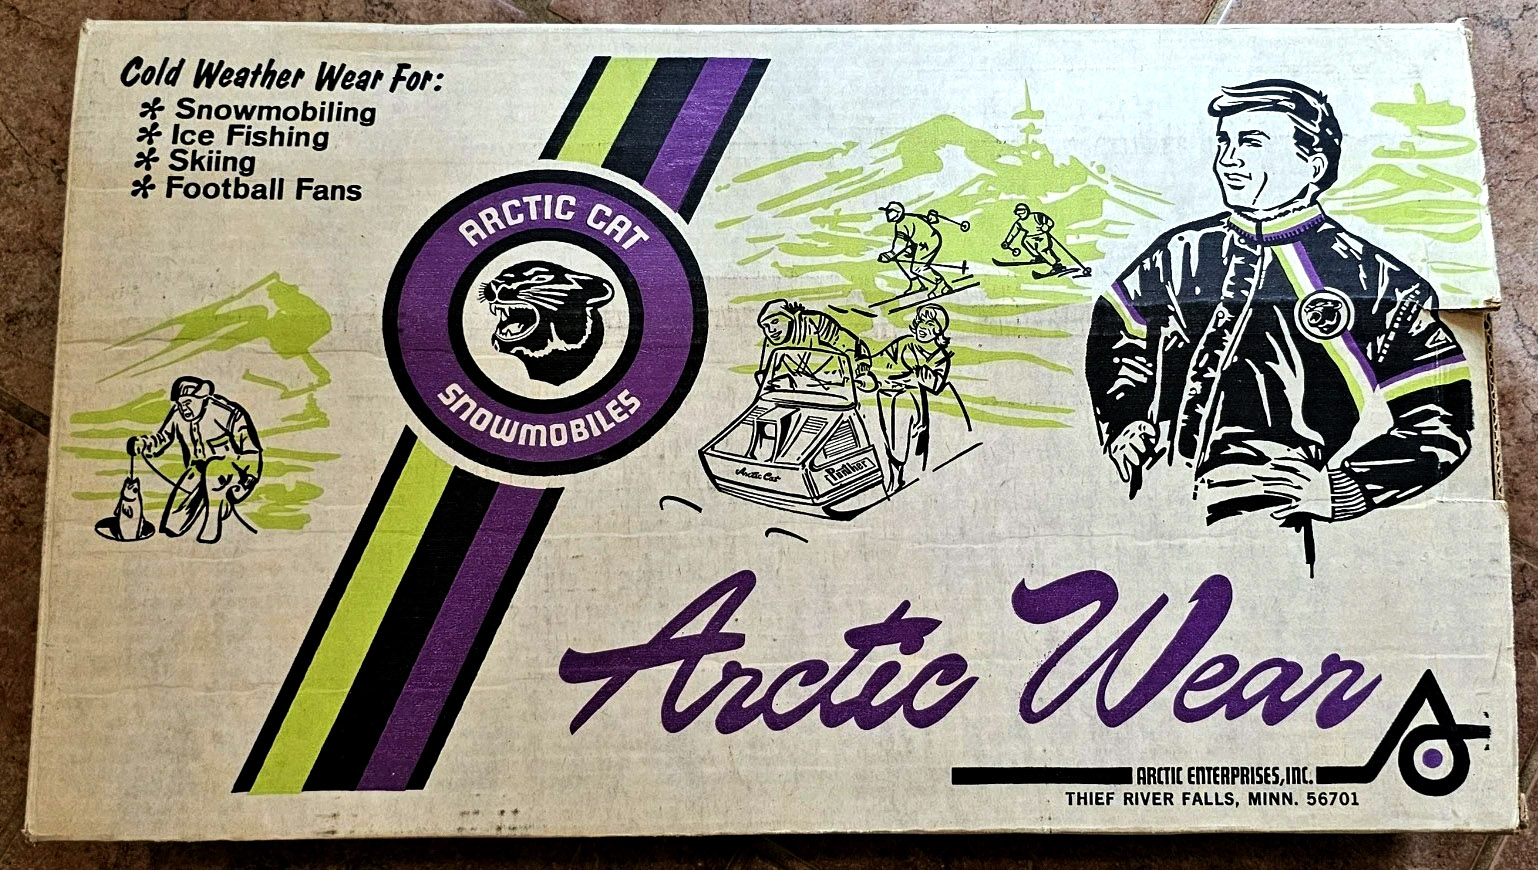 Cold Weather Wear For:
* Snowmobiling
* Ice Fishing
* Skiing
* Football Fans
ARCTIC CAT
SNOWMOBILES
Arctic Cat
Panther
Arctic Wear
ARCTIC ENTERPRISES, INC.
THIEF RIVER FALLS, MINN. 56701